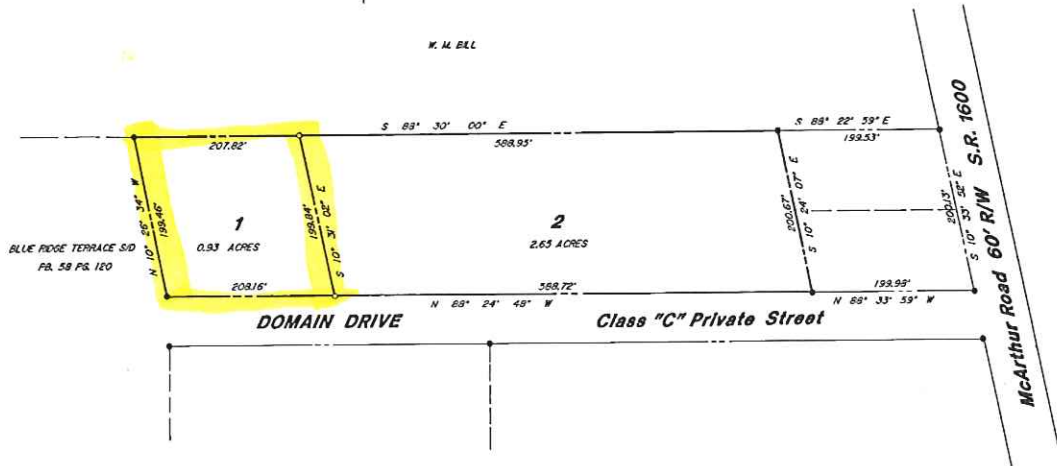 W. M. BILL
S 88° 30' 00" E
S 88° 22' 59" E
207.82'
588.95'
199.53'
N 10° 26' 34" W
199.46'
199.84'
S 10° 31' 02" E
200.67'
S 10° 24' 07" E
200.13'
S 10° 33' 52" E
1
0.93 ACRES
2
2.65 ACRES
BLUE RIDGE TERRACE S/D
PB. 58 PG. 120
208.16'
588.72'
199.98'
N 88° 24' 48" W
N 88° 33' 59" W
DOMAIN DRIVE
Class "C" Private Street
McArthur Road 60' R/W S.R. 1600